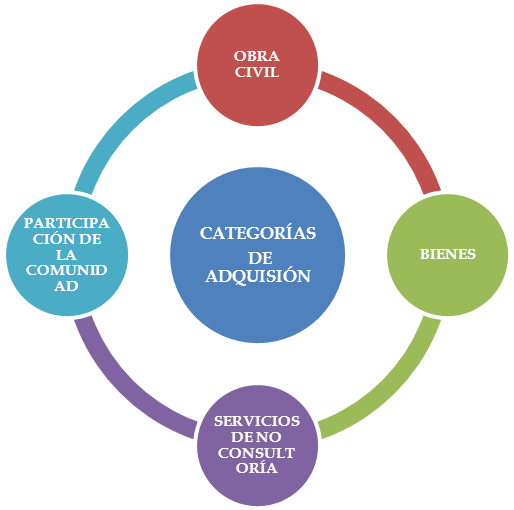 OBRA
CIVIL
PARTICIPA
CIÓN DE
LA
COMUNID
AD
CATEGORÍAS
DE
ADQUISIÓN
BIENES
SERVICIOS
DE NO
CONSULT
ORÍA